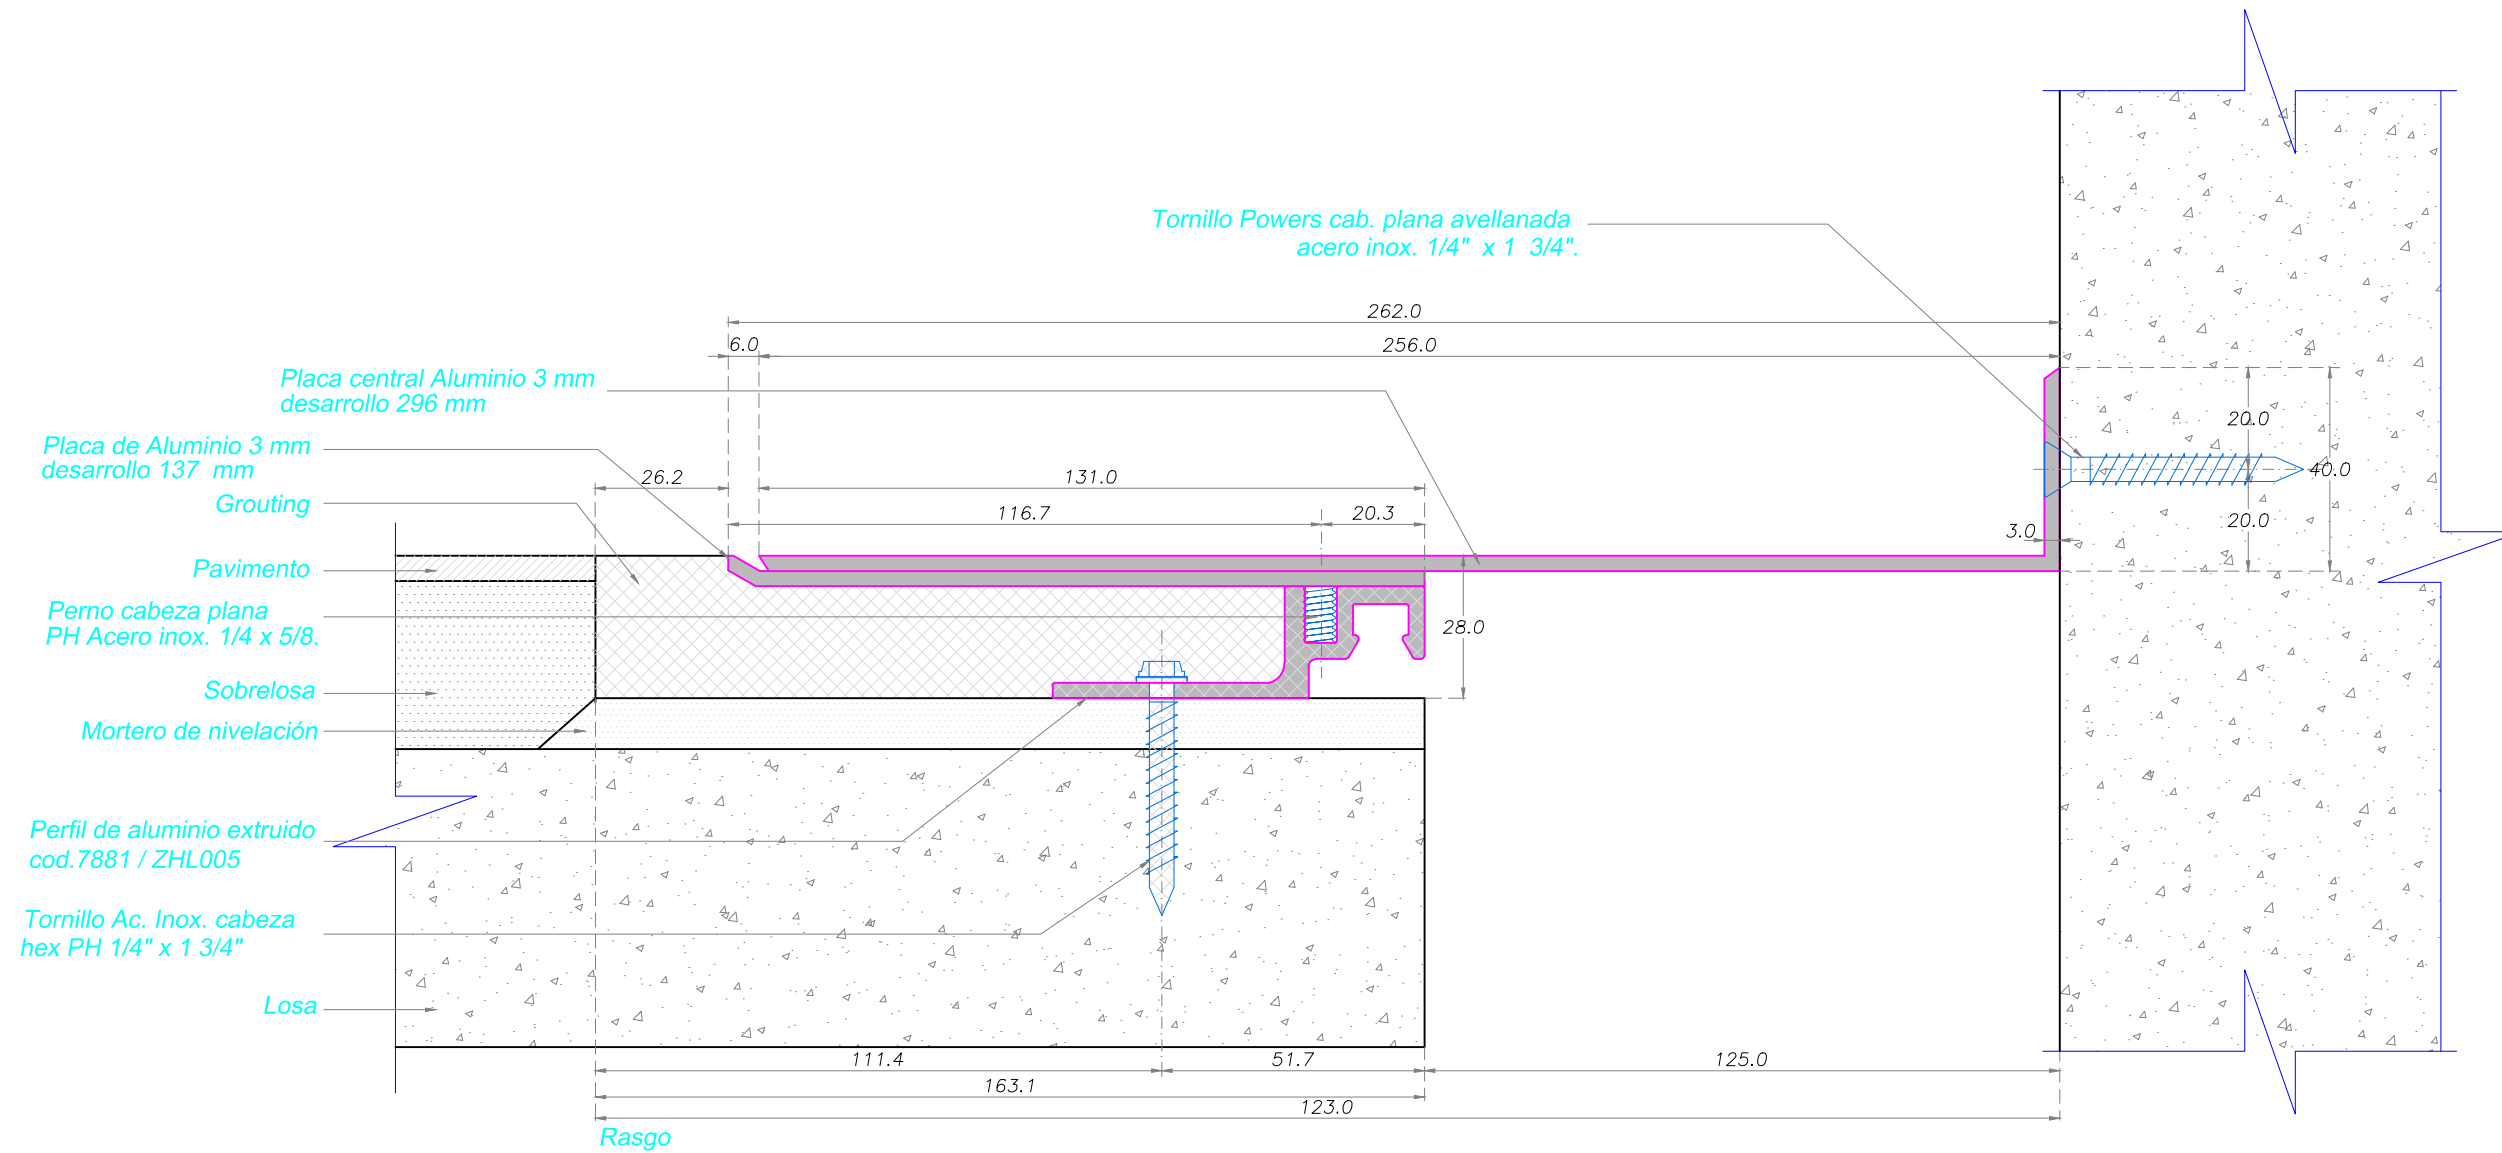 Tornillo Powers cab. plana avellanada
acero inox. 1/4" x 1 3/4".
262.0
6.0
256.0
Placa central Aluminio 3 mm
desarrollo 296 mm
20.0
Placa de Aluminio 3 mm
desarrollo 137 mm
26.2
131.0
40.0
Grouting
116.7
20.3
20.0
3.0
Pavimento
Perno cabeza plana
PH Acero inox. 1/4 x 5/8.
28.0
Sobrelosa
Mortero de nivelación
Perfil de aluminio extruido
cod.7881 / ZHL005
Tornillo Ac. Inox. cabeza
hex PH 1/4" x 1 3/4"
Losa
111.4
51.7
125.0
163.1
123.0
Rasgo